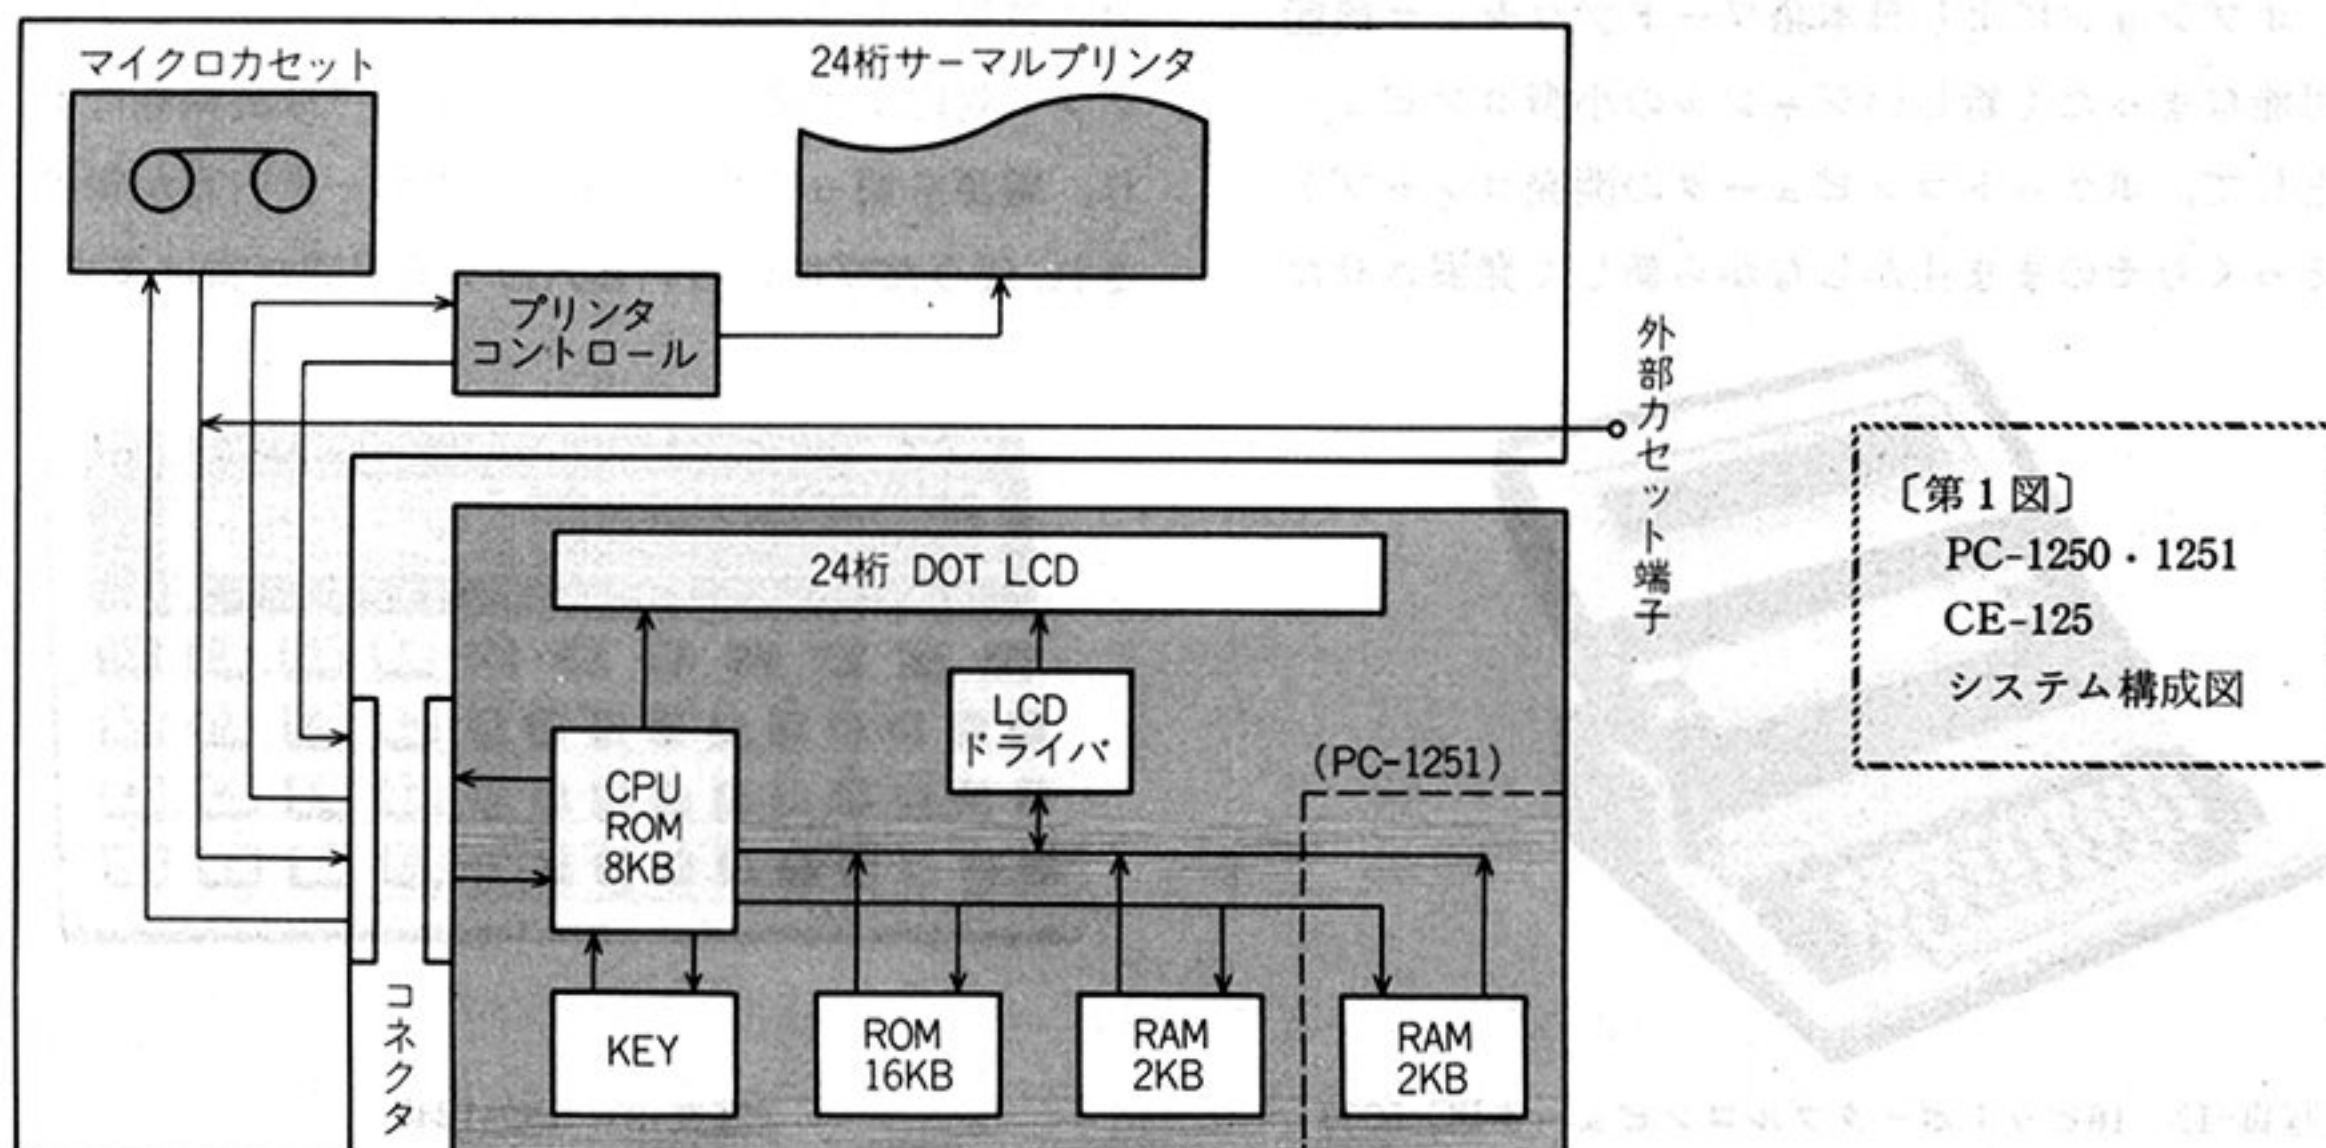 マイクロカセット
24桁サーマルプリンタ
プリンタ
コントロール
外部カセット端子
〔第1図〕
PC-1250・1251
CE-125
システム構成図
24桁 DOT LCD
LCD
ドライバ
(PC-1251)
CPU
ROM
8KB
コネクタ
KEY
ROM
16KB
RAM
2KB
RAM
2KB